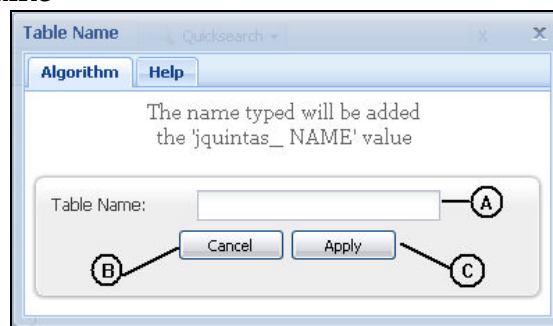 Table Name Quicksearch x x
Algorithm Help
The name typed will be added
the 'jquintas_ NAME' value
Table Name: A
Cancel Apply
B C